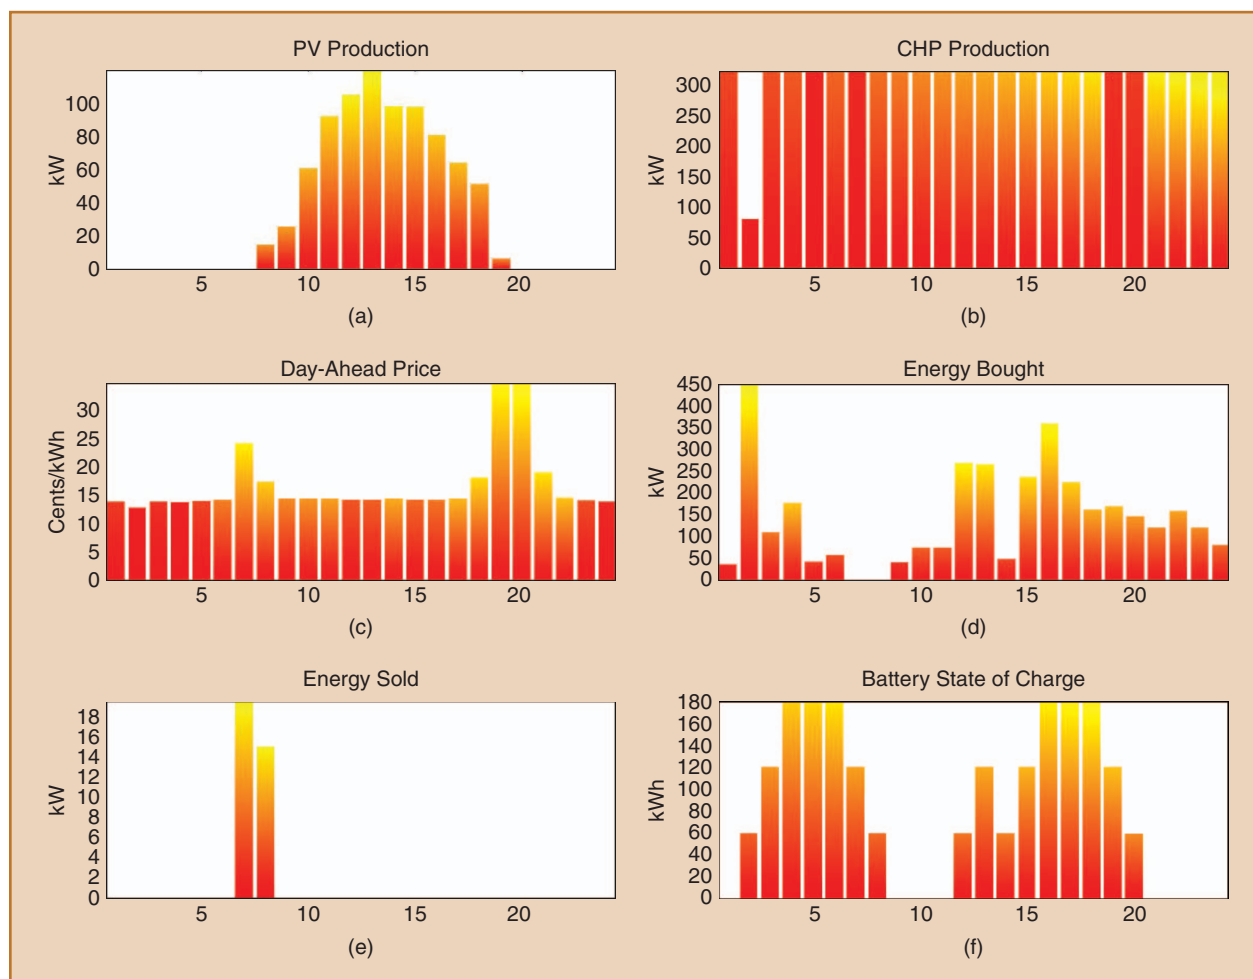 PV Production
100
80
60
40
20
0
kW
5 10 15 20
(a)
CHP Production
300
250
200
150
100
50
0
kW
5 10 15 20
(b)
Day-Ahead Price
30
25
20
15
10
5
0
Cents/kWh
5 10 15 20
(c)
Energy Bought
450
400
350
300
250
200
150
100
50
0
kW
5 10 15 20
(d)
Energy Sold
18
16
14
12
10
8
6
4
2
0
kW
5 10 15 20
(e)
Battery State of Charge
180
160
140
120
100
80
60
40
20
0
kWh
5 10 15 20
(f)